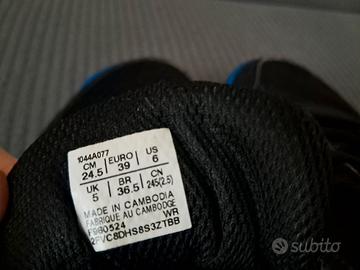 1044A077
CM EURO US
24.5 39 6
UK BR CN
5 36.5 245(2.5)
MADE IN CAMBODIA
FABRIQUE AU CAMBODGE
F980524 WR
2FVC8DHS8S3ZTBB
subito